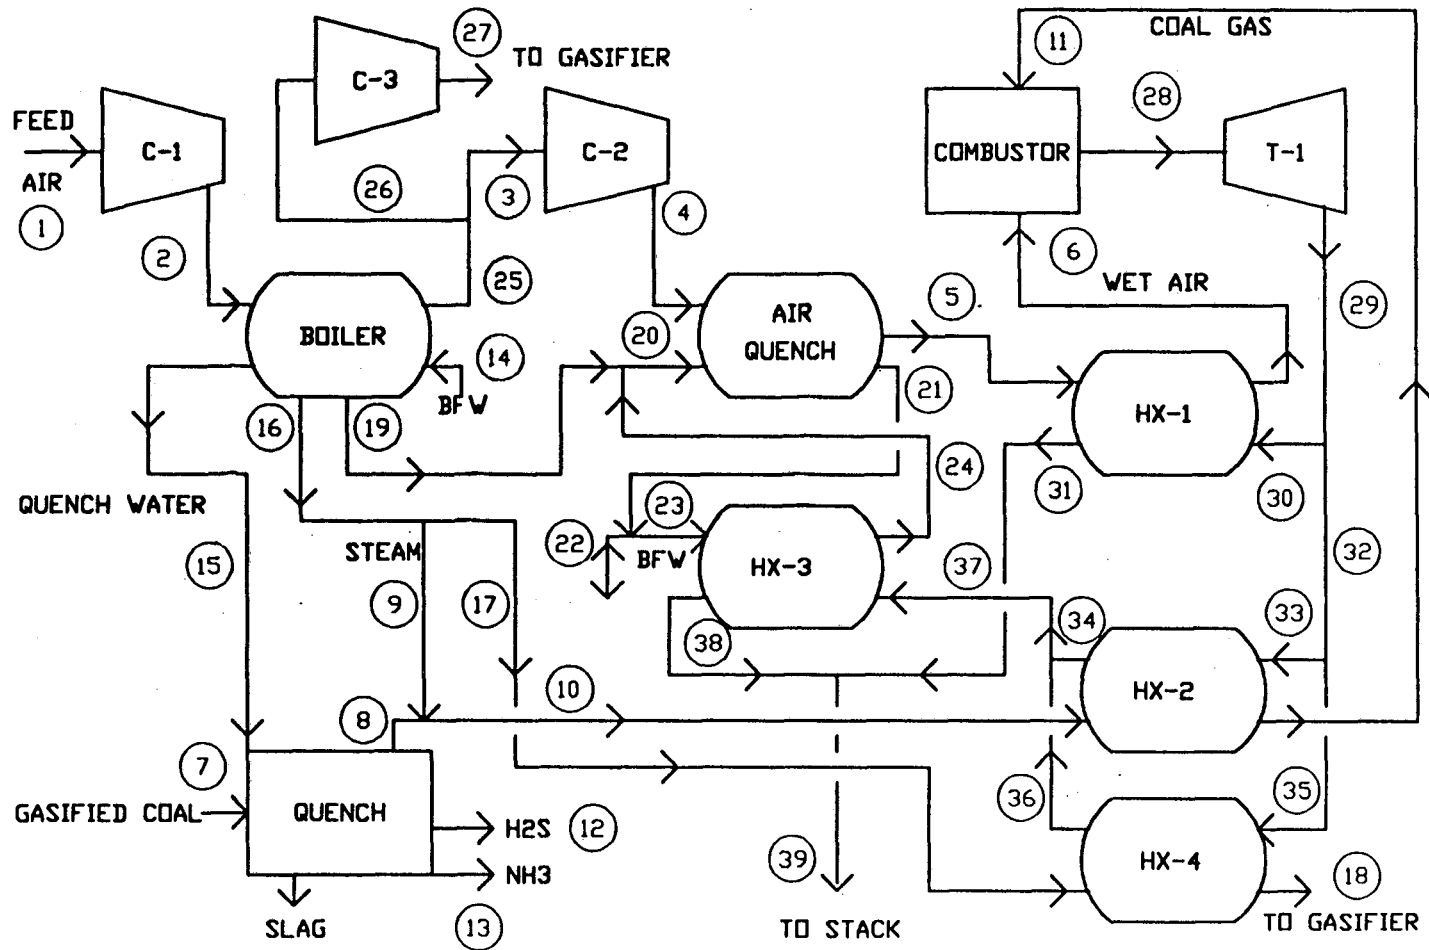 27
TO GASIFIER
C-3
11
COAL GAS
28
FEED
C-1
C-2
COMBUSTOR
T-1
AIR
26
3
4
1
2
6
25
WET AIR
5
29
BOILER
20
AIR
QUENCH
14
BFW
21
HX-1
16
19
24
31
30
QUENCH WATER
23
22
BFW
STEAM
HX-3
37
32
15
9
17
38
34
33
10
HX-2
8
7
GASIFIED COAL
QUENCH
H2S
12
36
35
39
HX-4
NH3
18
SLAG
13
TO STACK
TO GASIFIER